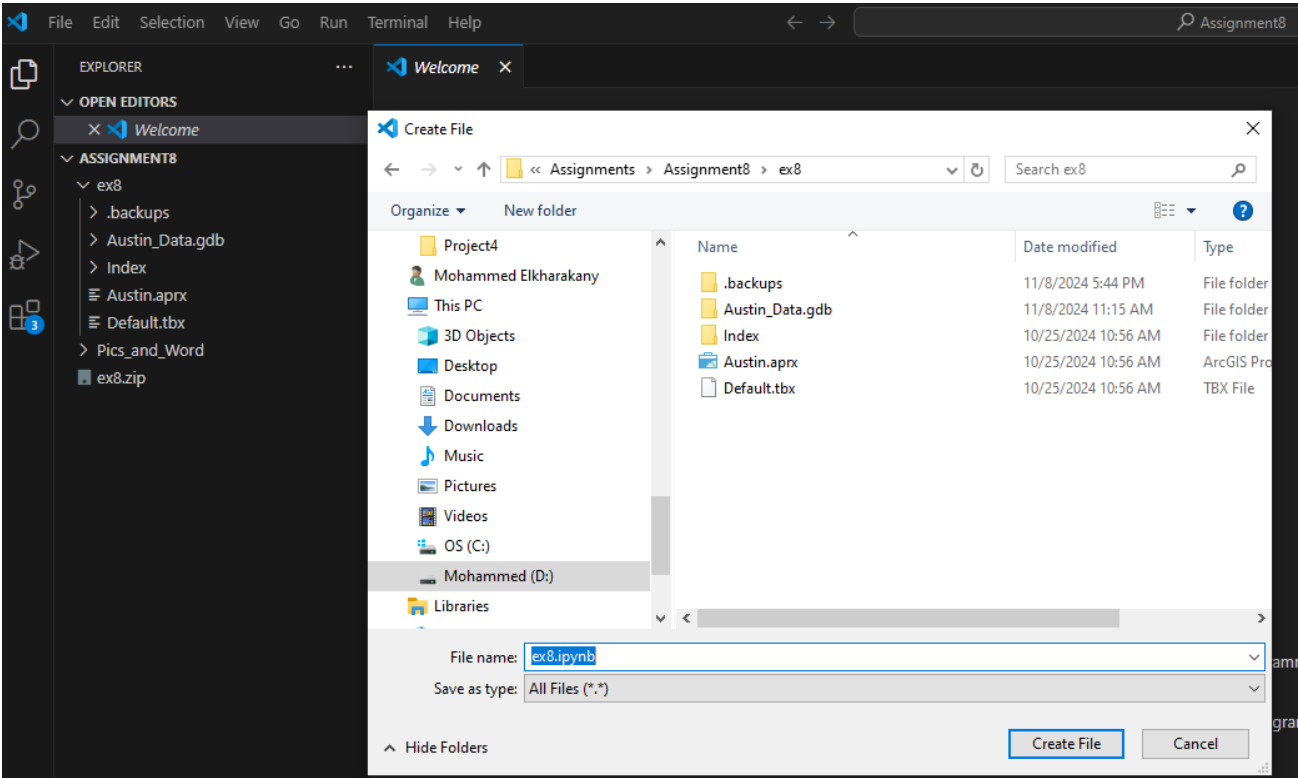 File Edit Selection View Go Run Terminal Help
Assignment8
EXPLORER
...
Welcome
OPEN EDITORS
Welcome
ASSIGNMENT8
ex8
.backups
Austin_Data.gdb
Index
Austin.aprx
Default.tbx
Pics_and_Word
ex8.zip
3
Create File
« Assignments > Assignment8 > ex8
Search ex8
Organize
New folder
?
Project4
Mohammed Elkharakany
This PC
3D Objects
Desktop
Documents
Downloads
Music
Pictures
Videos
OS (C:)
Mohammed (D:)
Libraries
Name Date modified Type
.backups 11/8/2024 5:44 PM File folder
Austin_Data.gdb 11/8/2024 11:15 AM File folder
Index 10/25/2024 10:56 AM File folder
Austin.aprx 10/25/2024 10:56 AM ArcGIS Pro
Default.tbx 10/25/2024 10:56 AM TBX File
File name: ex8.ipynb
Save as type: All Files (*.*)
Hide Folders
Create File
Cancel